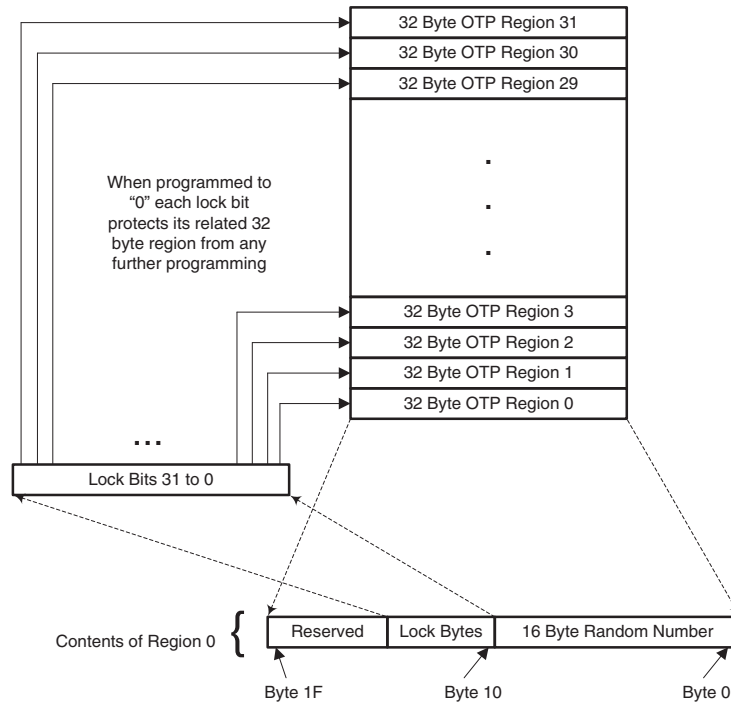 32 Byte OTP Region 31
32 Byte OTP Region 30
32 Byte OTP Region 29
.
.
.
When programmed to
“0” each lock bit
protects its related 32
byte region from any
further programming
32 Byte OTP Region 3
32 Byte OTP Region 2
32 Byte OTP Region 1
32 Byte OTP Region 0
...
Lock Bits 31 to 0
Contents of Region 0 {
Reserved
Lock Bytes
16 Byte Random Number
Byte 1F
Byte 10
Byte 0